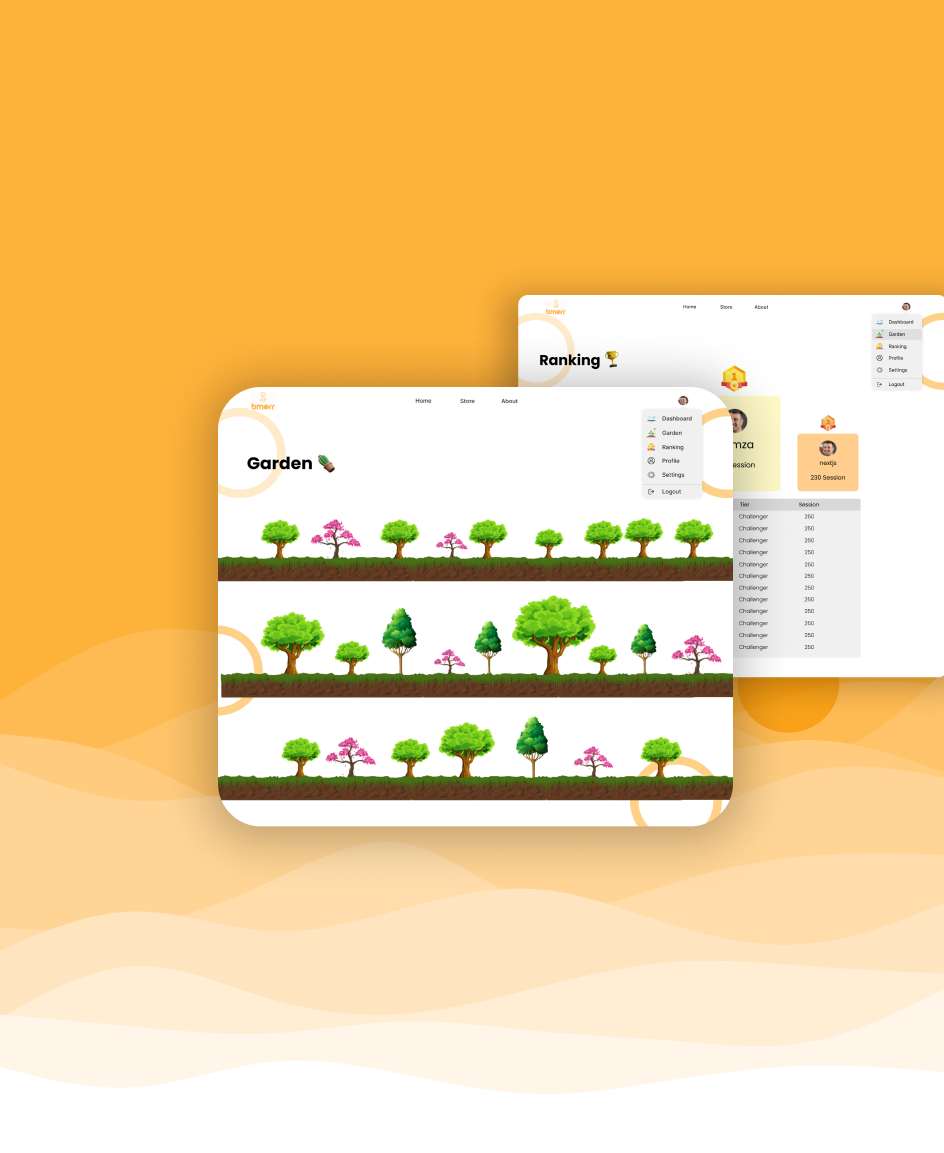 Home Store About
timerr
Dashboard
Garden
Ranking
Profile
Settings
Logout
Ranking
1
mza
ession
3
nextjs
230 Session
Tier Session
Challenger 250
Challenger 250
Challenger 250
Challenger 250
Challenger 250
Challenger 250
Challenger 250
Challenger 250
Challenger 250
Challenger 250
Challenger 250
Challenger 250
Home Store About
timerr
Dashboard
Garden
Ranking
Profile
Settings
Logout
Garden